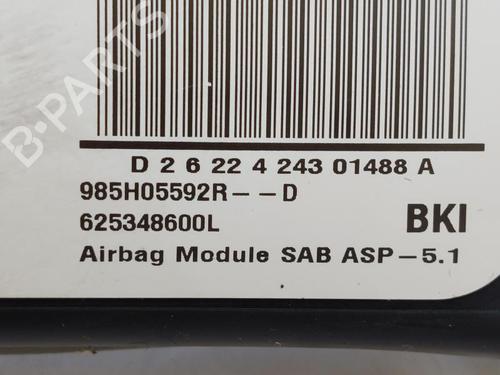 D 2 6 22 4 243 01488 A
985H05592R--D
625348600L
BKI
Airbag Module SAB ASP-5.1
B-PARTS